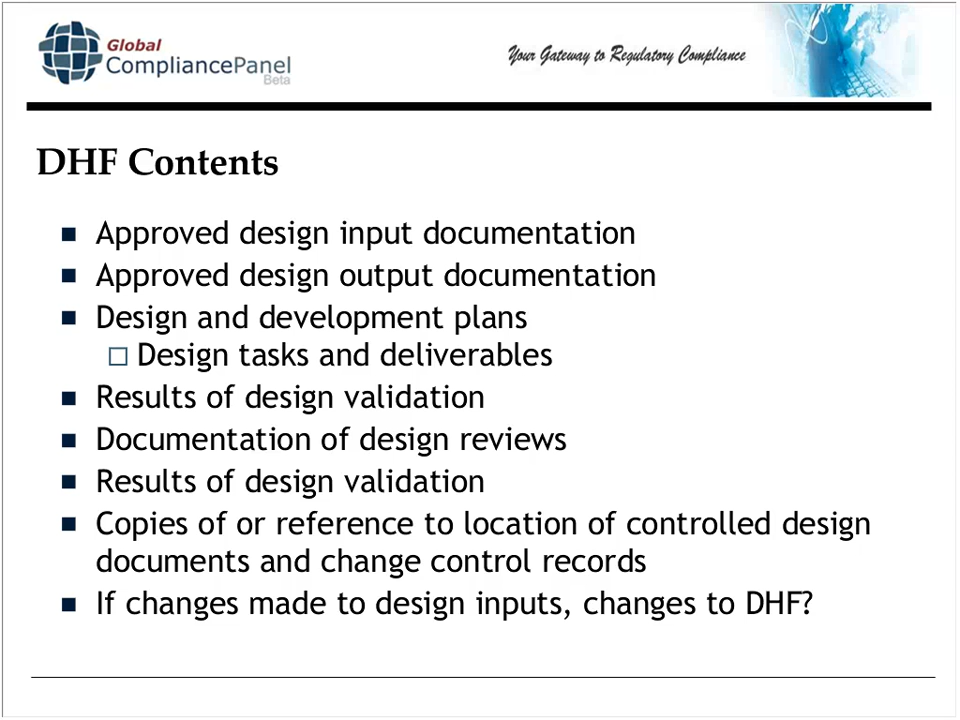 Global
CompliancePanel
Beta
Your Gateway to Regulatory Compliance
DHF Contents
Approved design input documentation
Approved design output documentation
Design and development plans
Design tasks and deliverables
Results of design validation
Documentation of design reviews
Results of design validation
Copies of or reference to location of controlled design
documents and change control records
If changes made to design inputs, changes to DHF?